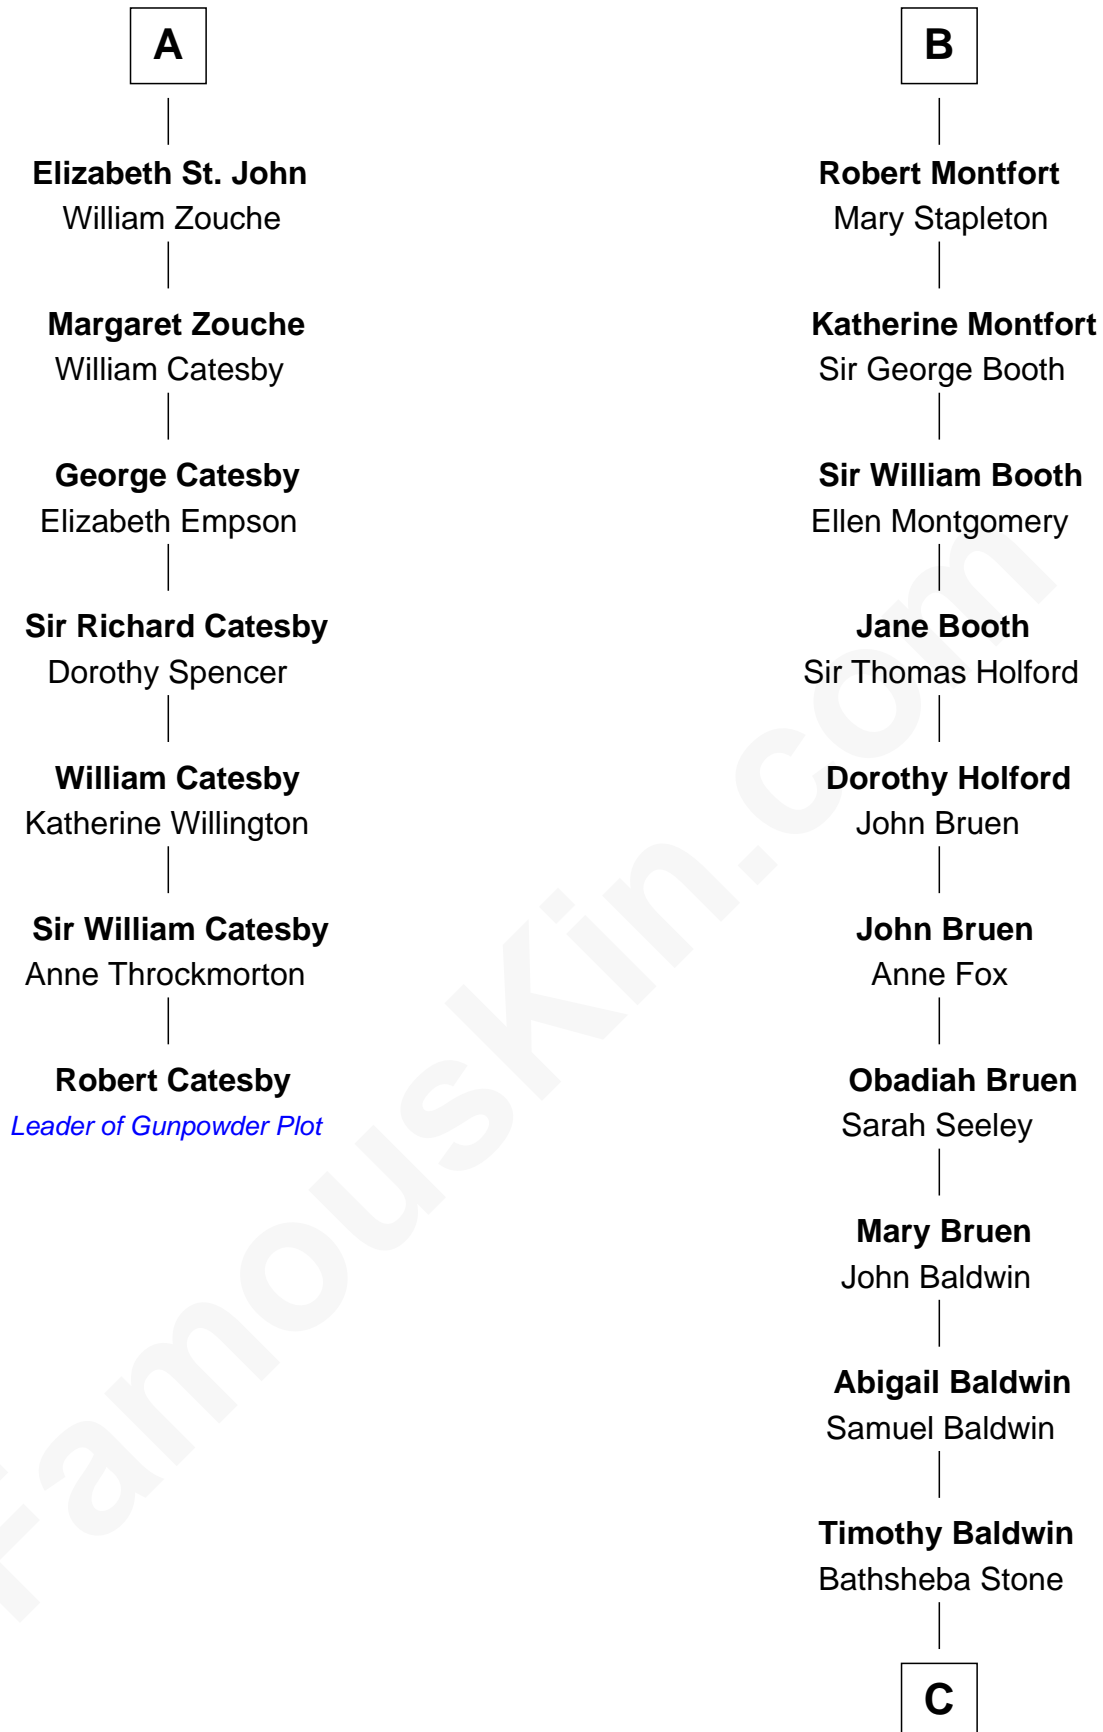 A
Elizabeth St. John
William Zouche
Margaret Zouche
William Catesby
George Catesby
Elizabeth Empson
Sir Richard Catesby
Dorothy Spencer
William Catesby
Katherine Willington
Sir William Catesby
Anne Throckmorton
Robert Catesby
Leader of Gunpowder Plot
B
Robert Montfort
Mary Stapleton
Katherine Montfort
Sir George Booth
Sir William Booth
Ellen Montgomery
Jane Booth
Sir Thomas Holford
Dorothy Holford
John Bruen
John Bruen
Anne Fox
Obadiah Bruen
Sarah Seeley
Mary Bruen
John Baldwin
Abigail Baldwin
Samuel Baldwin
Timothy Baldwin
Bathsheba Stone
C
FamousKin.com